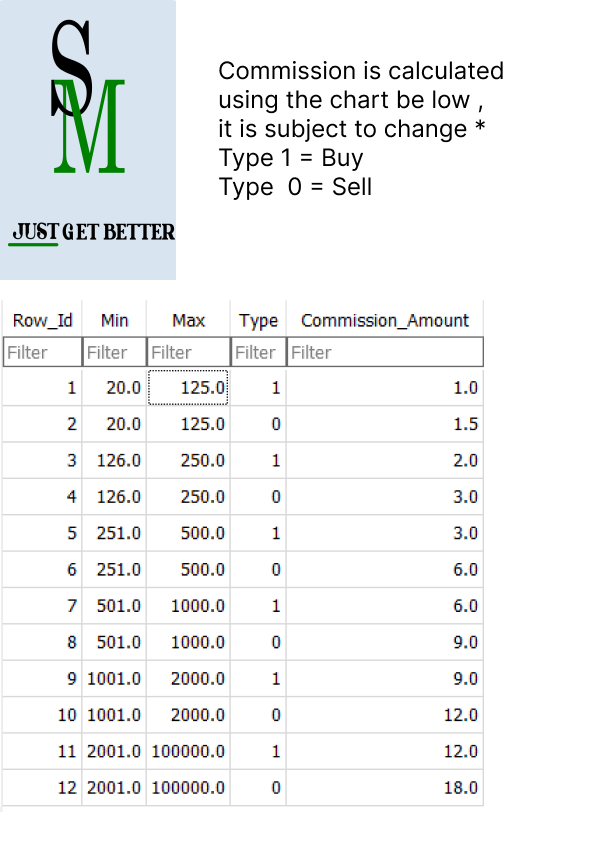 SM
JUST GET BETTER
Commission is calculated
using the chart be low ,
it is subject to change *
Type 1 = Buy
Type 0 = Sell
Row_Id Min Max Type Commission_Amount
Filter Filter Filter Filter Filter
1 20.0 125.0 1 1.0
2 20.0 125.0 0 1.5
3 126.0 250.0 1 2.0
4 126.0 250.0 0 3.0
5 251.0 500.0 1 3.0
6 251.0 500.0 0 6.0
7 501.0 1000.0 1 6.0
8 501.0 1000.0 0 9.0
9 1001.0 2000.0 1 9.0
10 1001.0 2000.0 0 12.0
11 2001.0 100000.0 1 12.0
12 2001.0 100000.0 0 18.0